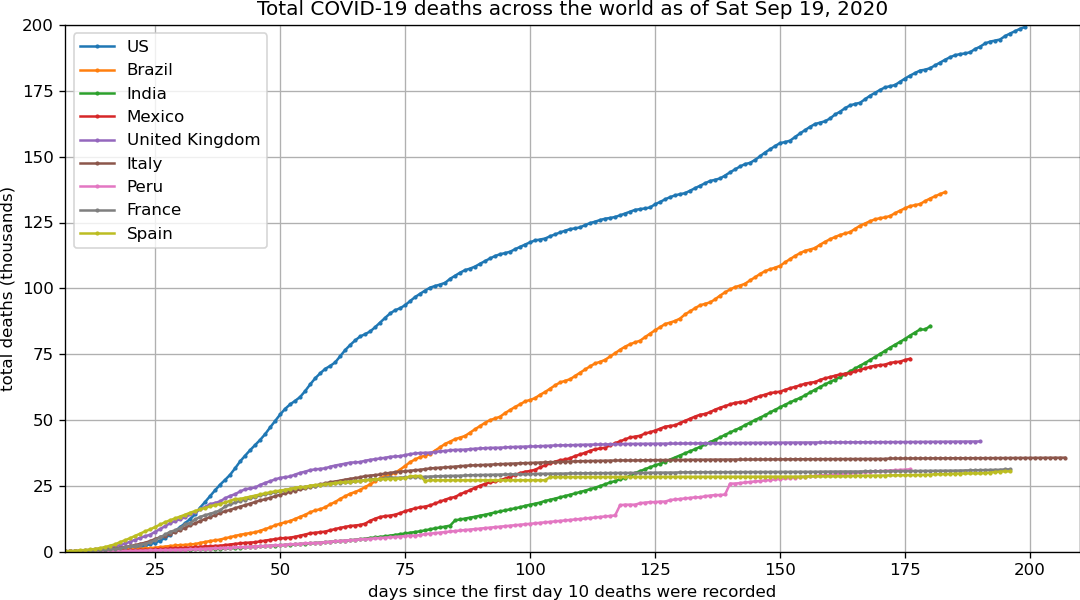 Total COVID-19 deaths across the world as of Sat Sep 19, 2020
200
175
150
125
100
75
50
25
0
total deaths (thousands)
US
Brazil
India
Mexico
United Kingdom
Italy
Peru
France
Spain
25 50 75 100 125 150 175 200
days since the first day 10 deaths were recorded